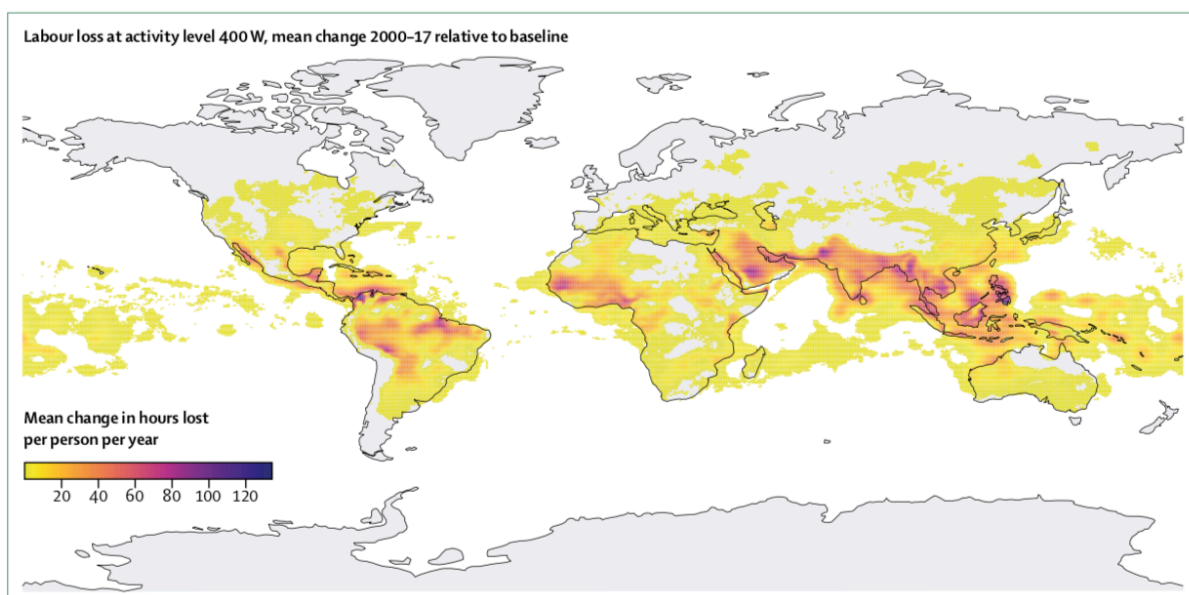 Labour loss at activity level 400 W, mean change 2000–17 relative to baseline
Mean change in hours lost
per person per year
20 40 60 80 100 120